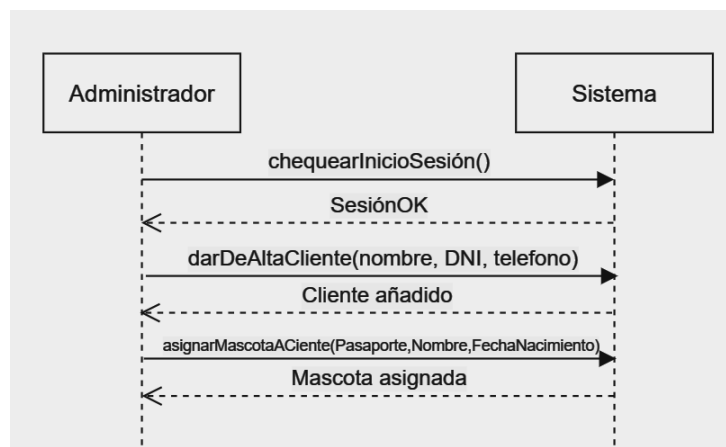 Administrador
Sistema
chequearInicioSesión()
SesiónOK
darDeAltaCliente(nombre, DNI, telefono)
Cliente añadido
asignarMascotaACiente(Pasaporte,Nombre,FechaNacimiento)
Mascota asignada